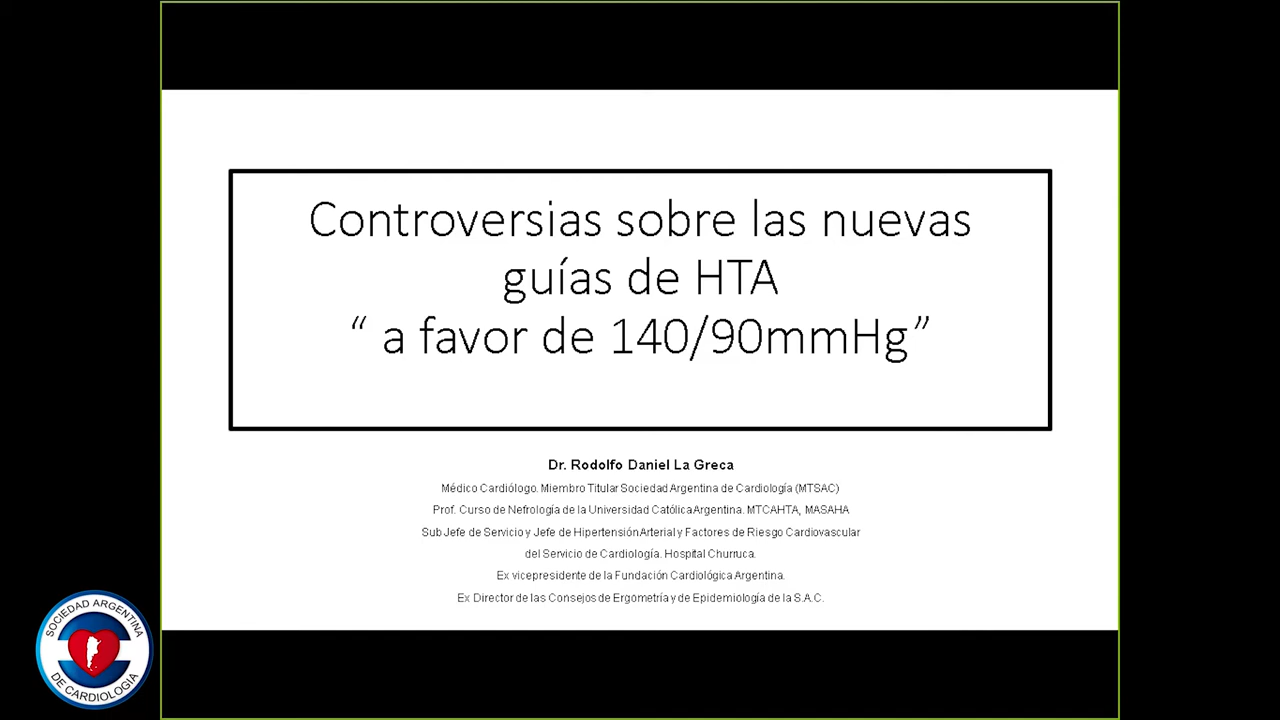 Controversias sobre las nuevas
guías de HTA
“ a favor de 140/90mmHg”
Dr. Rodolfo Daniel La Greca
Médico Cardiólogo. Miembro Titular Sociedad Argentina de Cardiología (MTSAC)
Prof. Curso de Nefrología de la Universidad Católica Argentina. MTCAHTA, MASAHA
Sub Jefe de Servicio y Jefe de Hipertensión Arterial y Factores de Riesgo Cardiovascular
del Servicio de Cardiología. Hospital Churruca.
Ex vicepresidente de la Fundación Cardiológica Argentina.
Ex Director de las Consejos de Ergometría y de Epidemiología de la S.A.C.
SOCIEDAD ARGENTINA
DE CARDIOLOGIA